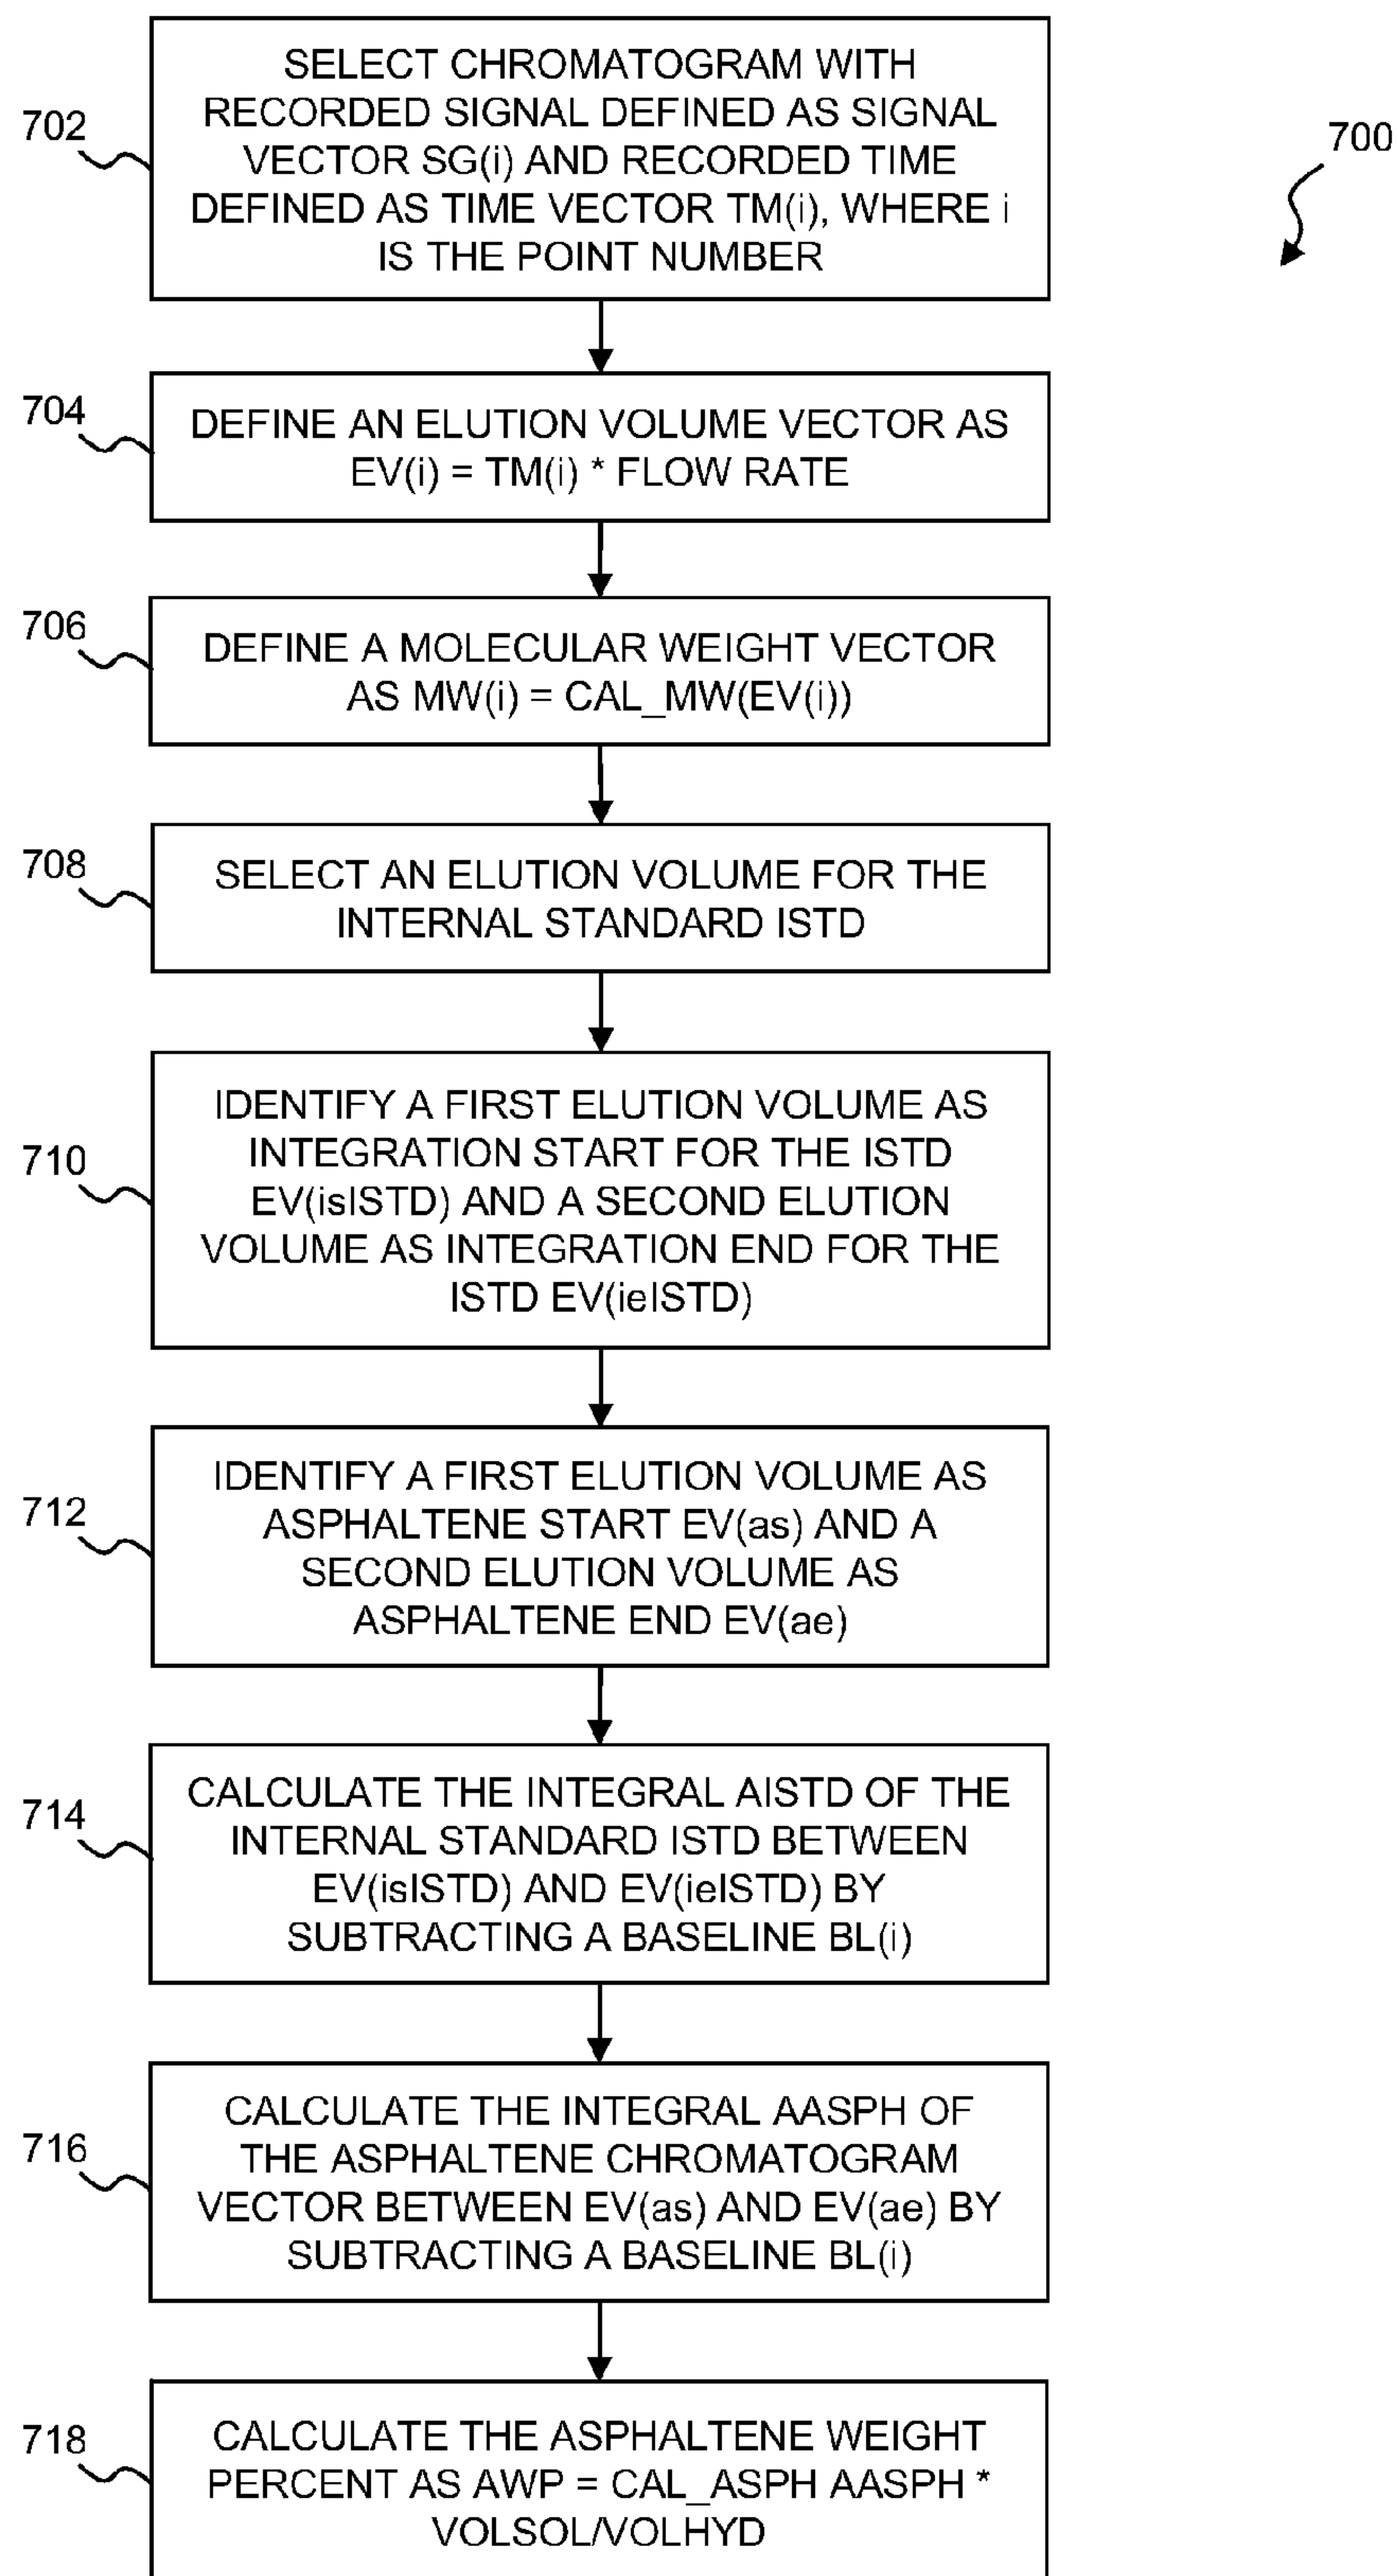 700
702
SELECT CHROMATOGRAM WITH
RECORDED SIGNAL DEFINED AS SIGNAL
VECTOR SG(i) AND RECORDED TIME
DEFINED AS TIME VECTOR TM(i), WHERE i
IS THE POINT NUMBER
704
DEFINE AN ELUTION VOLUME VECTOR AS
EV(i) = TM(i) * FLOW RATE
706
DEFINE A MOLECULAR WEIGHT VECTOR
AS MW(i) = CAL_MW(EV(i))
708
SELECT AN ELUTION VOLUME FOR THE
INTERNAL STANDARD ISTD
710
IDENTIFY A FIRST ELUTION VOLUME AS
INTEGRATION START FOR THE ISTD
EV(isISTD) AND A SECOND ELUTION
VOLUME AS INTEGRATION END FOR THE
ISTD EV(ieISTD)
712
IDENTIFY A FIRST ELUTION VOLUME AS
ASPHALTENE START EV(as) AND A
SECOND ELUTION VOLUME AS
ASPHALTENE END EV(ae)
714
CALCULATE THE INTEGRAL AISTD OF THE
INTERNAL STANDARD ISTD BETWEEN
EV(isISTD) AND EV(ieISTD) BY
SUBTRACTING A BASELINE BL(i)
716
CALCULATE THE INTEGRAL AASPH OF
THE ASPHALTENE CHROMATOGRAM
VECTOR BETWEEN EV(as) AND EV(ae) BY
SUBTRACTING A BASELINE BL(i)
718
CALCULATE THE ASPHALTENE WEIGHT
PERCENT AS AWP = CAL_ASPH AASPH *
VOLSOL/VOLHYD